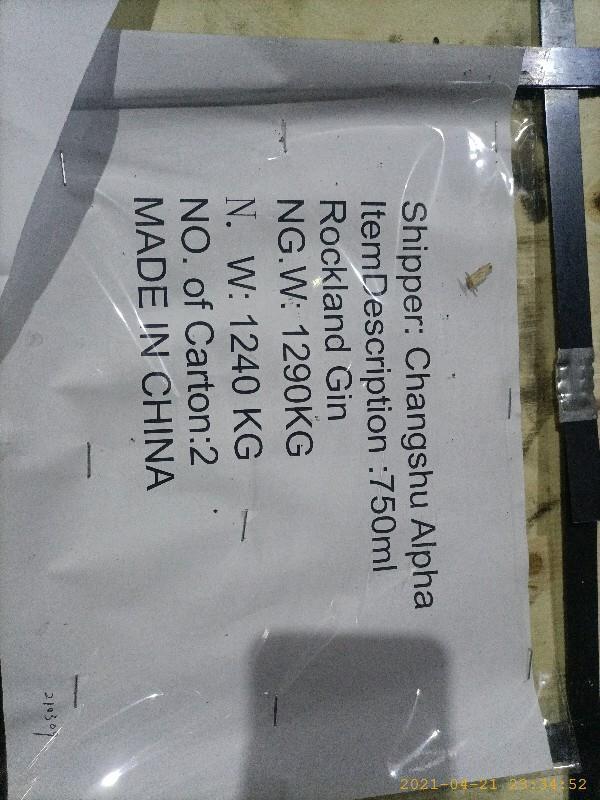 Shipper: Changshu Alpha
ItemDescription :750ml
Rockland Gin
NG.W: 1290KG
N. W: 1240 KG
NO. of Carton:2
MADE IN CHINA
2021-04-21 23:34:52